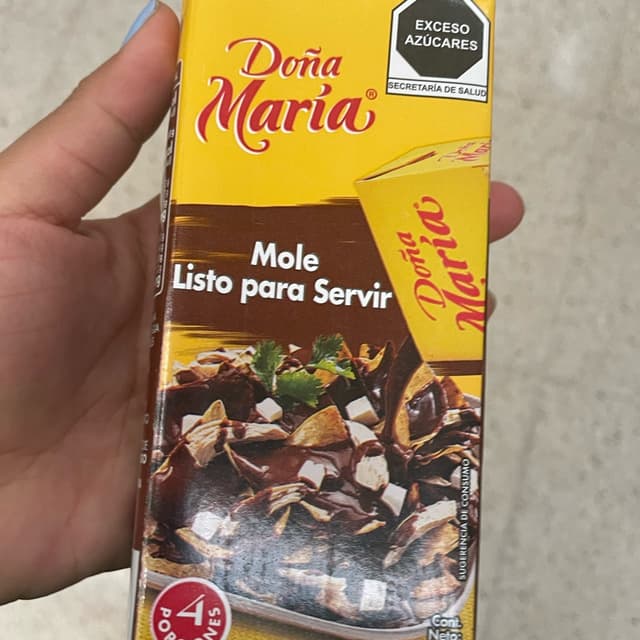 EXCESO
AZÚCARES
SECRETARÍA DE SALUD
Doña
María®
Doña
María
Mole
Listo para Servir
SUGERENCIA DE CONSUMO
4
Cont.
Neto: